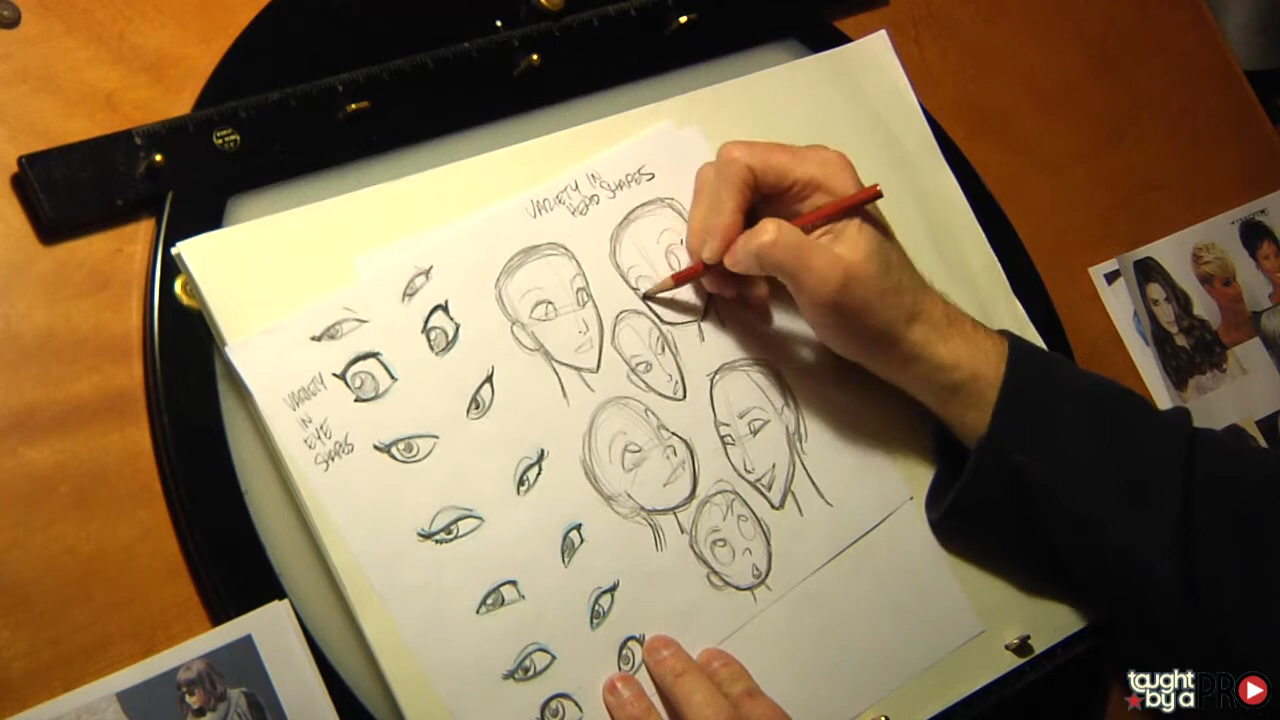 VARIETY IN
HEAD SHAPES
VARIETY
IN
EYE
SHAPES
taught
by a PRO